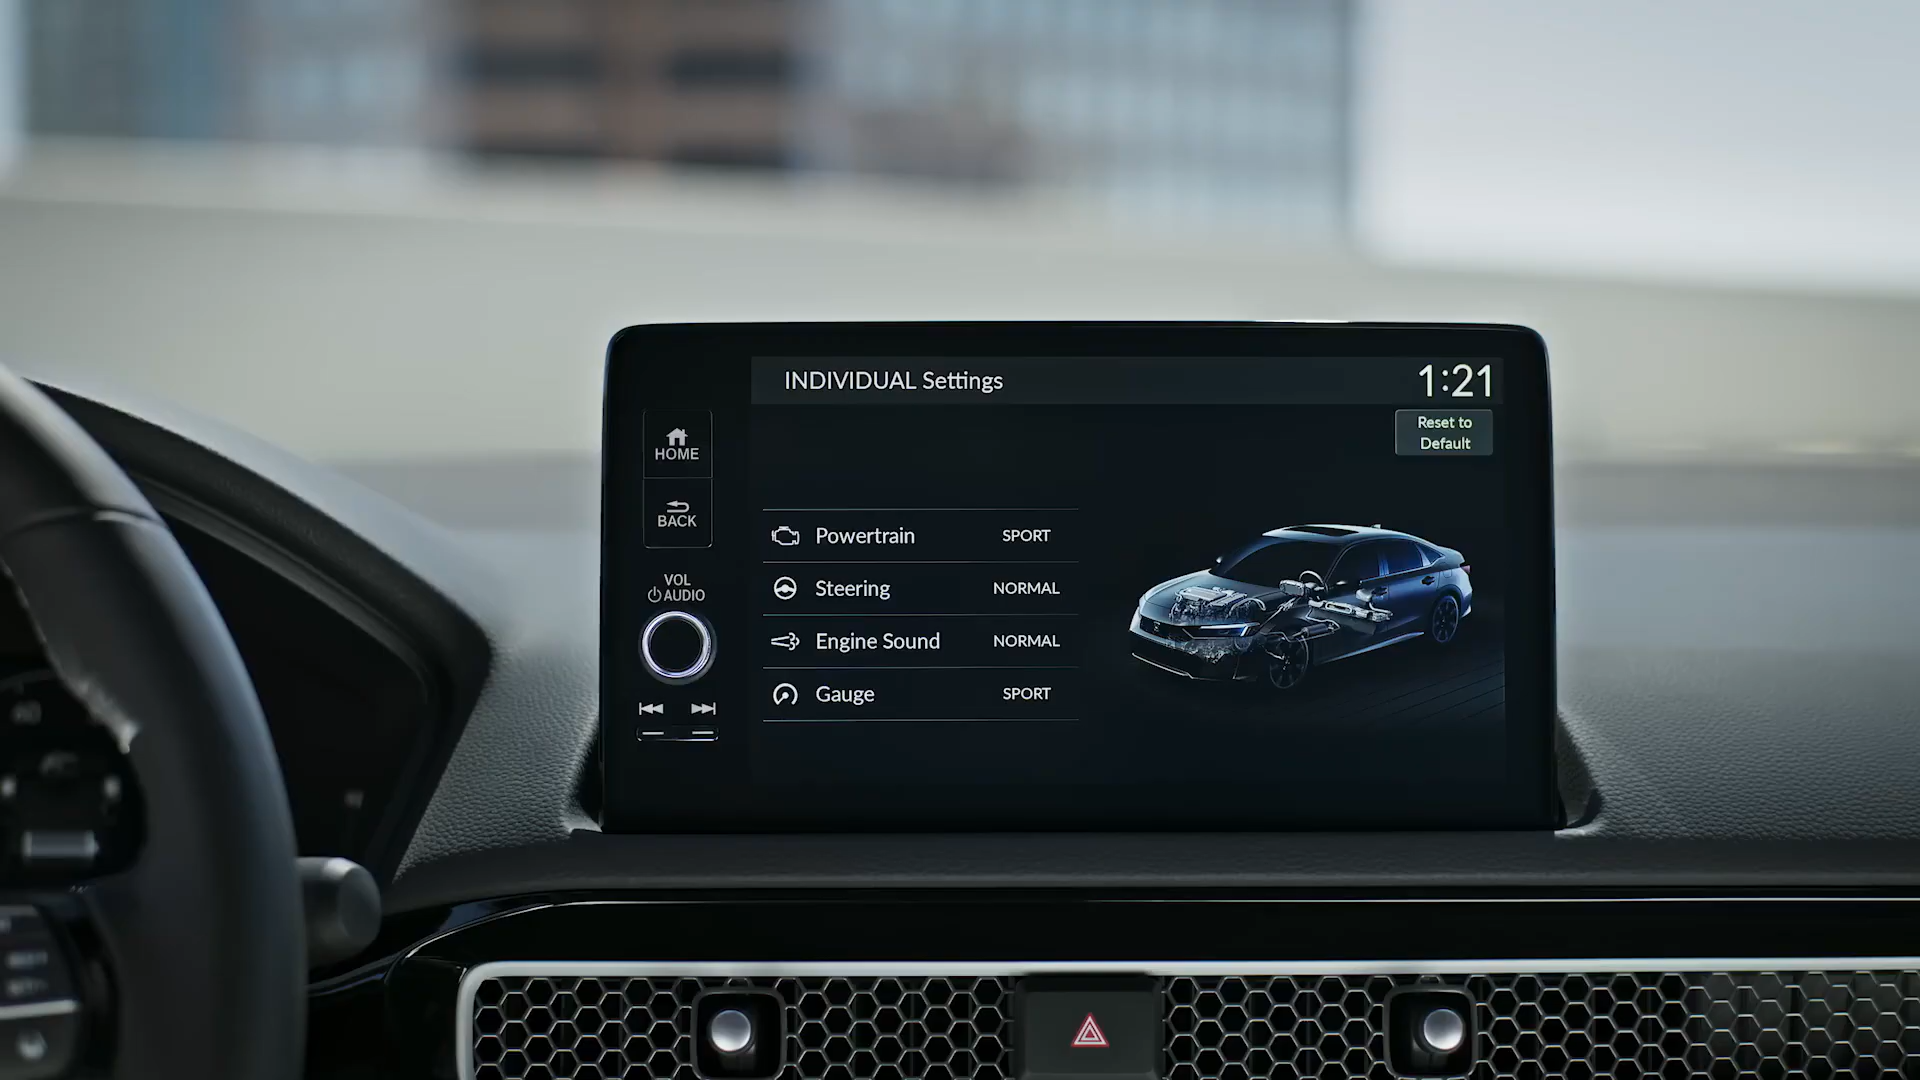 INDIVIDUAL Settings
1:21
Reset to
Default
HOME
BACK
VOL
AUDIO
Powertrain SPORT
Steering NORMAL
Engine Sound NORMAL
Gauge SPORT